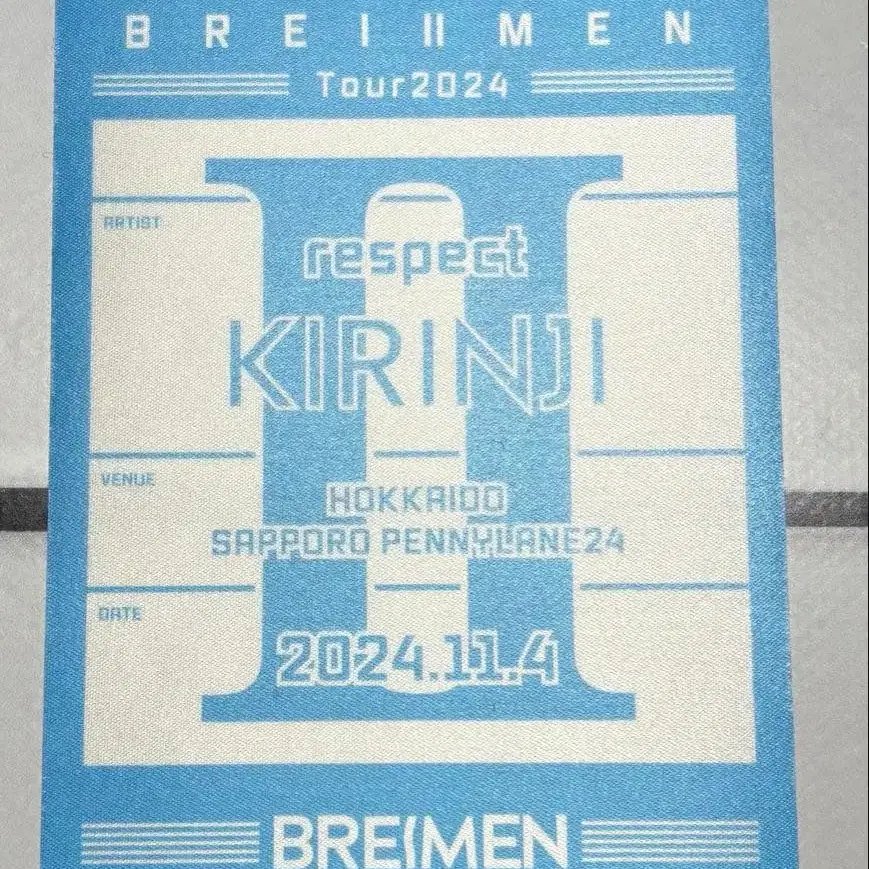 BREIIMEN
Tour2024
ARTIST
respect
KIRINJI
VENUE
HOKKAIDO
SAPPORO PENNYLANE24
DATE
2024.11.4
BREIMEN